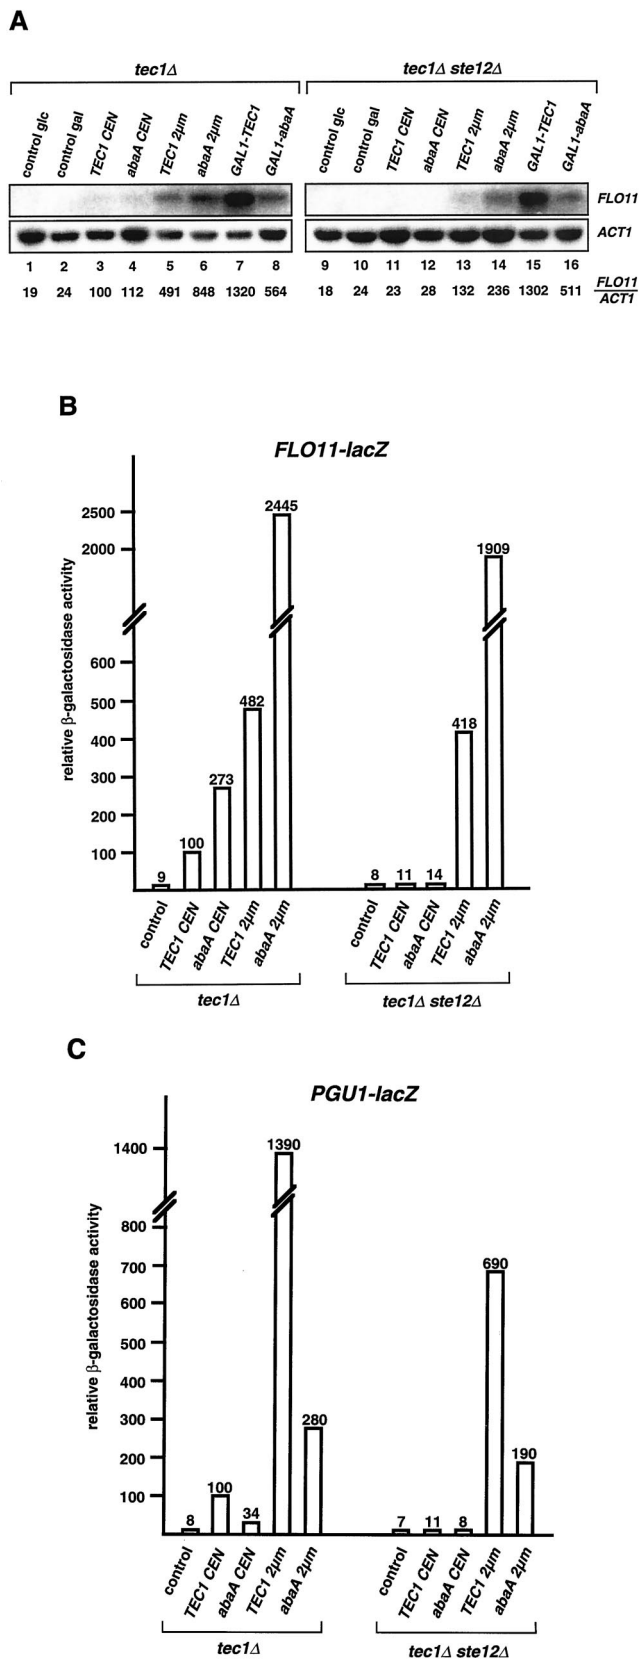 A
tec1Δ
tec1Δ ste12Δ
control glc
control gal
TEC1 CEN
abaA CEN
TEC1 2µm
abaA 2µm
GAL1-TEC1
GAL1-abaA
control glc
control gal
TEC1 CEN
abaA CEN
TEC1 2µm
abaA 2µm
GAL1-TEC1
GAL1-abaA
FLO11
ACT1
1 2 3 4 5 6 7 8 9 10 11 12 13 14 15 16
19 24 100 112 491 848 1320 564 18 24 23 28 132 236 1302 511
FLO11
ACT1
B
FLO11-lacZ
relative β-galactosidase activity
2500
2000
600
500
400
300
200
100
9
100
273
482
2445
8
11
14
418
1909
control
TEC1 CEN
abaA CEN
TEC1 2µm
abaA 2µm
control
TEC1 CEN
abaA CEN
TEC1 2µm
abaA 2µm
tec1Δ
tec1Δ ste12Δ
C
PGU1-lacZ
relative β-galactosidase activity
1400
800
700
600
500
400
300
200
100
8
100
34
1390
280
7
11
8
690
190
control
TEC1 CEN
abaA CEN
TEC1 2µm
abaA 2µm
control
TEC1 CEN
abaA CEN
TEC1 2µm
abaA 2µm
tec1Δ
tec1Δ ste12Δ